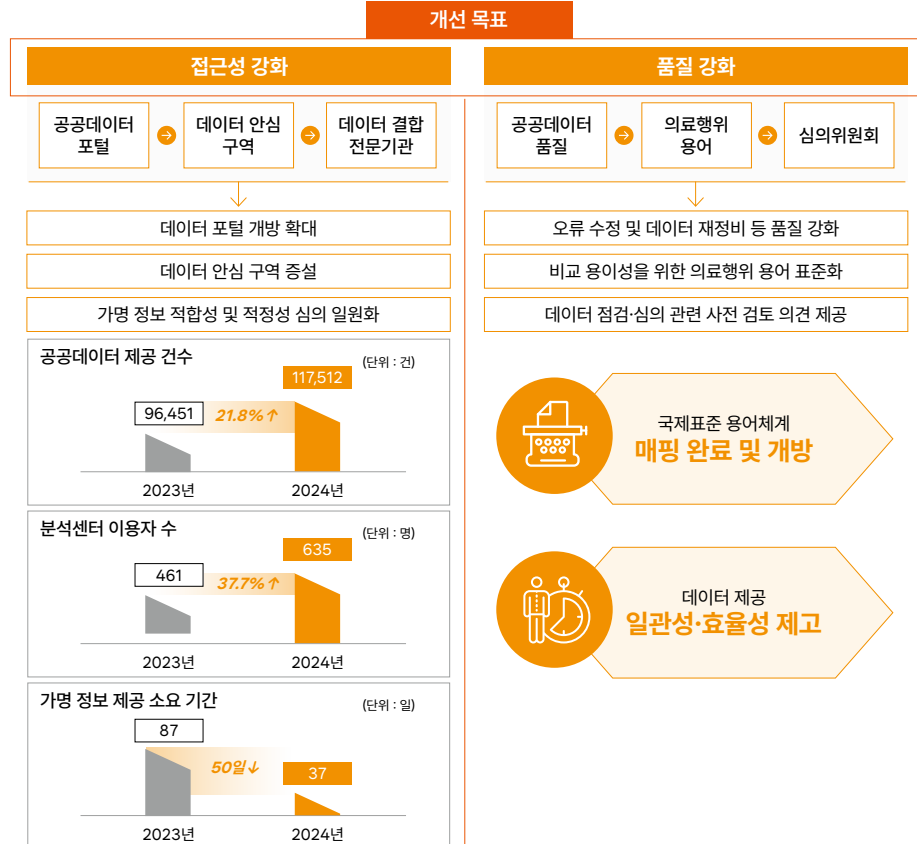 개선 목표
접근성 강화
공공데이터
포털
데이터 안심
구역
데이터 결합
전문기관
데이터 포털 개방 확대
데이터 안심 구역 증설
가명 정보 적합성 및 적정성 심의 일원화
공공데이터 제공 건수
(단위 : 건)
117,512
96,451
21.8%↑
2023년
2024년
분석센터 이용자 수
(단위 : 명)
635
461
37.7%↑
2023년
2024년
가명 정보 제공 소요 기간
(단위 : 일)
87
50일↓
37
2023년
2024년
품질 강화
공공데이터
품질
의료행위
용어
심의위원회
오류 수정 및 데이터 재정비 등 품질 강화
비교 용이성을 위한 의료행위 용어 표준화
데이터 점검·심의 관련 사전 검토 의견 제공
국제표준 용어체계
매핑 완료 및 개방
데이터 제공
일관성·효율성 제고